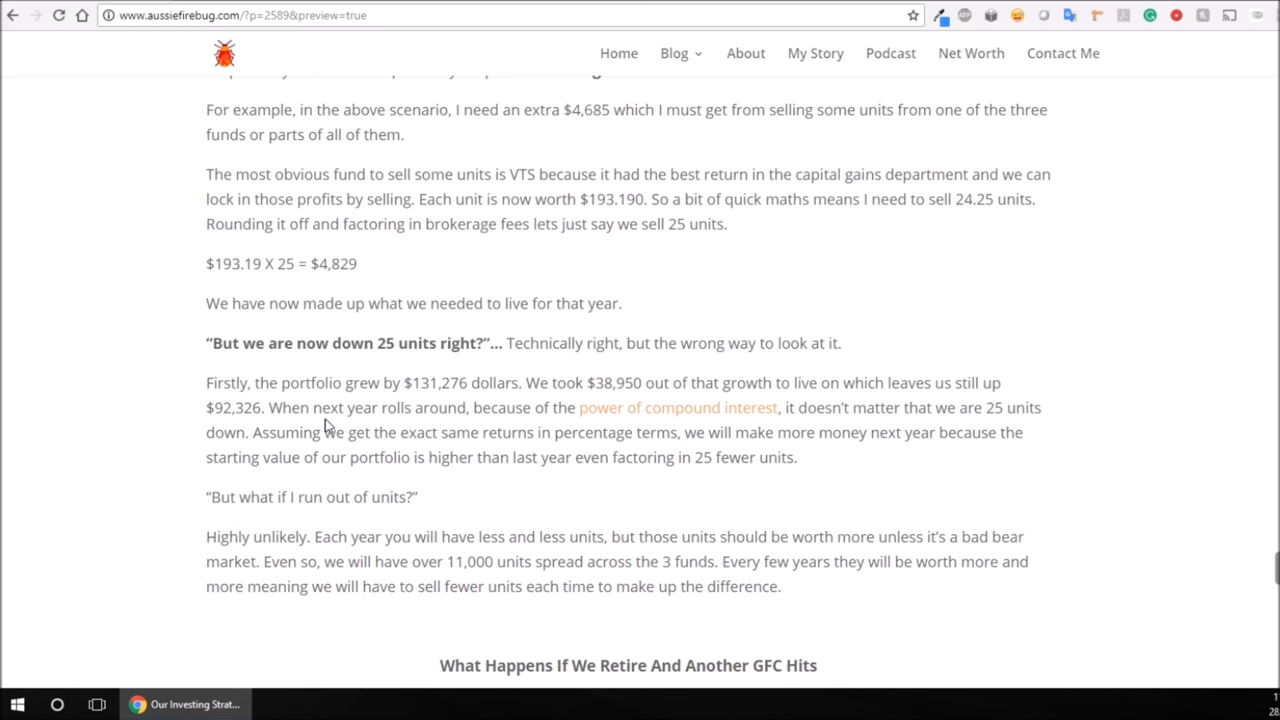 www.aussiefirebug.com/?p=2589&preview=true
Home Blog About My Story Podcast Net Worth Contact Me
For example, in the above scenario, I need an extra $4,685 which I must get from selling some units from one of the three
funds or parts of all of them.
The most obvious fund to sell some units is VTS because it had the best return in the capital gains department and we can
lock in those profits by selling. Each unit is now worth $193.190. So a bit of quick maths means I need to sell 24.25 units.
Rounding it off and factoring in brokerage fees lets just say we sell 25 units.
$193.19 X 25 = $4,829
We have now made up what we needed to live for that year.
“But we are now down 25 units right?”... Technically right, but the wrong way to look at it.
Firstly, the portfolio grew by $131,276 dollars. We took $38,950 out of that growth to live on which leaves us still up
$92,326. When next year rolls around, because of the power of compound interest, it doesn’t matter that we are 25 units
down. Assuming we get the exact same returns in percentage terms, we will make more money next year because the
starting value of our portfolio is higher than last year even factoring in 25 fewer units.
“But what if I run out of units?”
Highly unlikely. Each year you will have less and less units, but those units should be worth more unless it’s a bad bear
market. Even so, we will have over 11,000 units spread across the 3 funds. Every few years they will be worth more and
more meaning we will have to sell fewer units each time to make up the difference.
What Happens If We Retire And Another GFC Hits
Our Investing Strat...